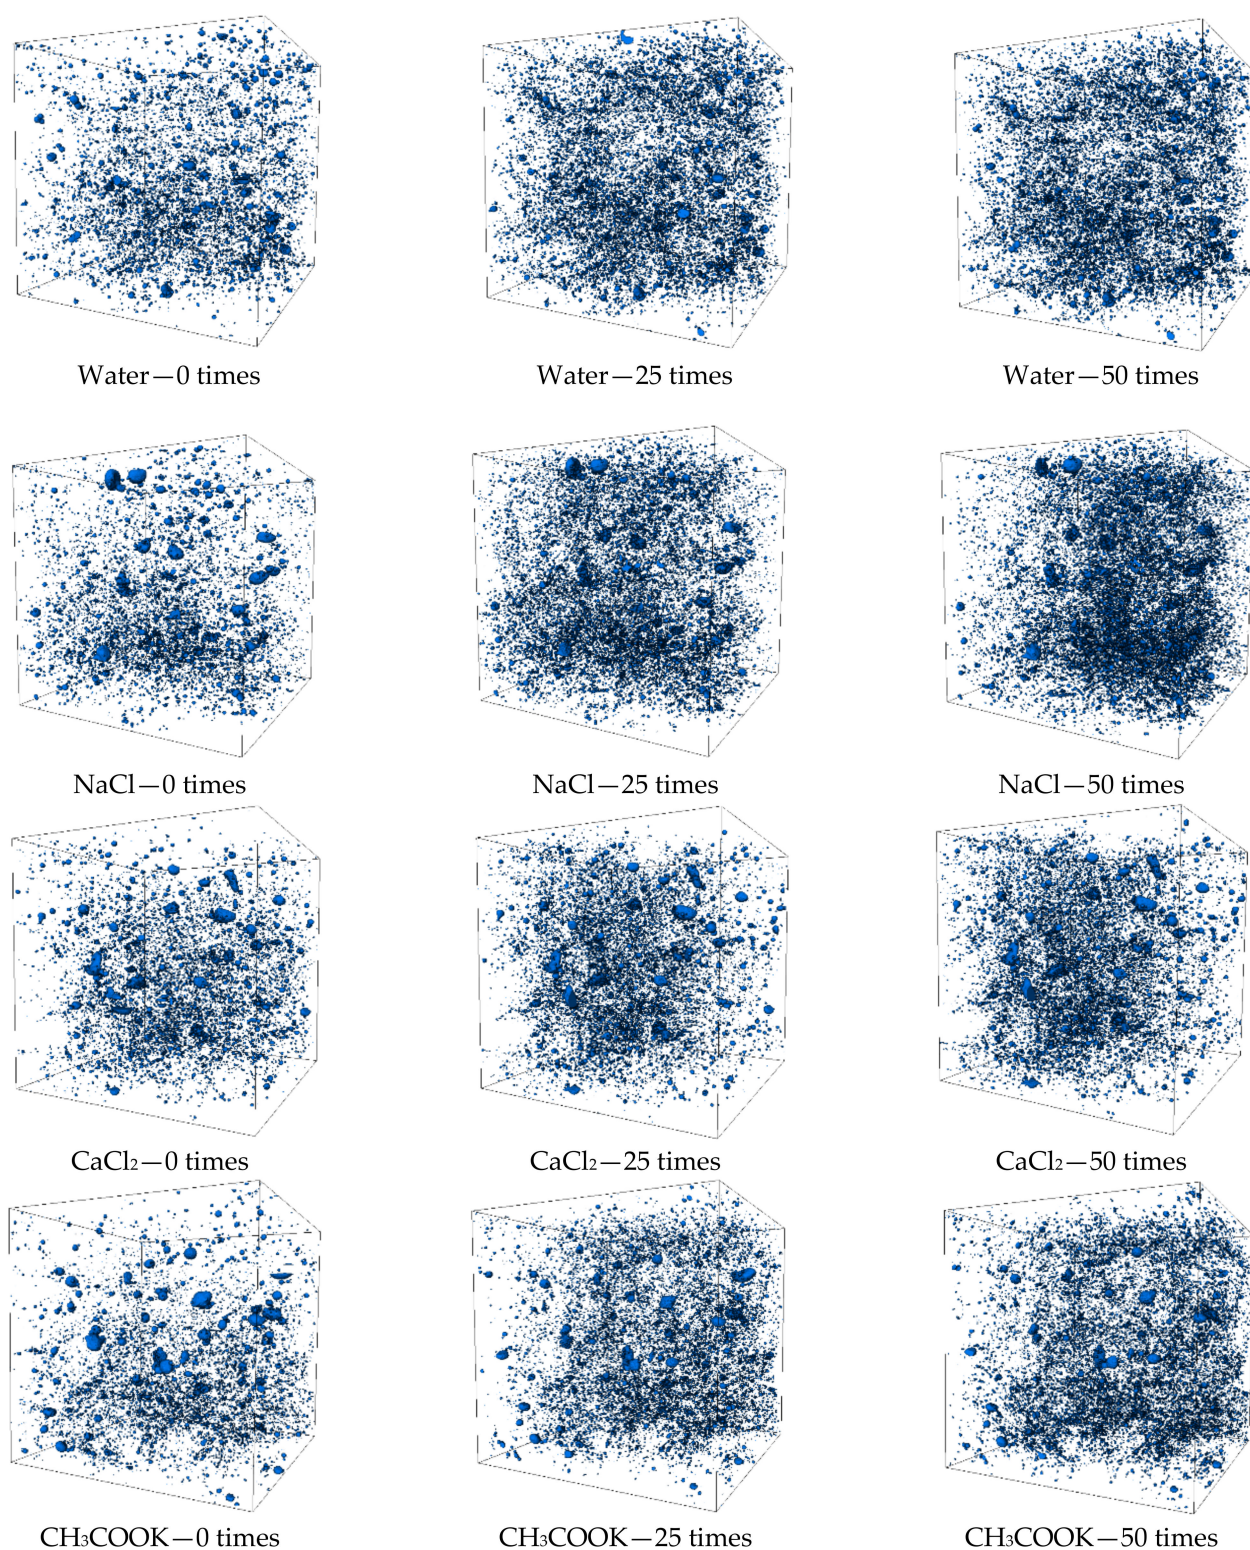 Water—0 times
Water—25 times
Water—50 times
NaCl—0 times
NaCl—25 times
NaCl—50 times
CaCl₂—0 times
CaCl₂—25 times
CaCl₂—50 times
CH₃COOK—0 times
CH₃COOK—25 times
CH₃COOK—50 times